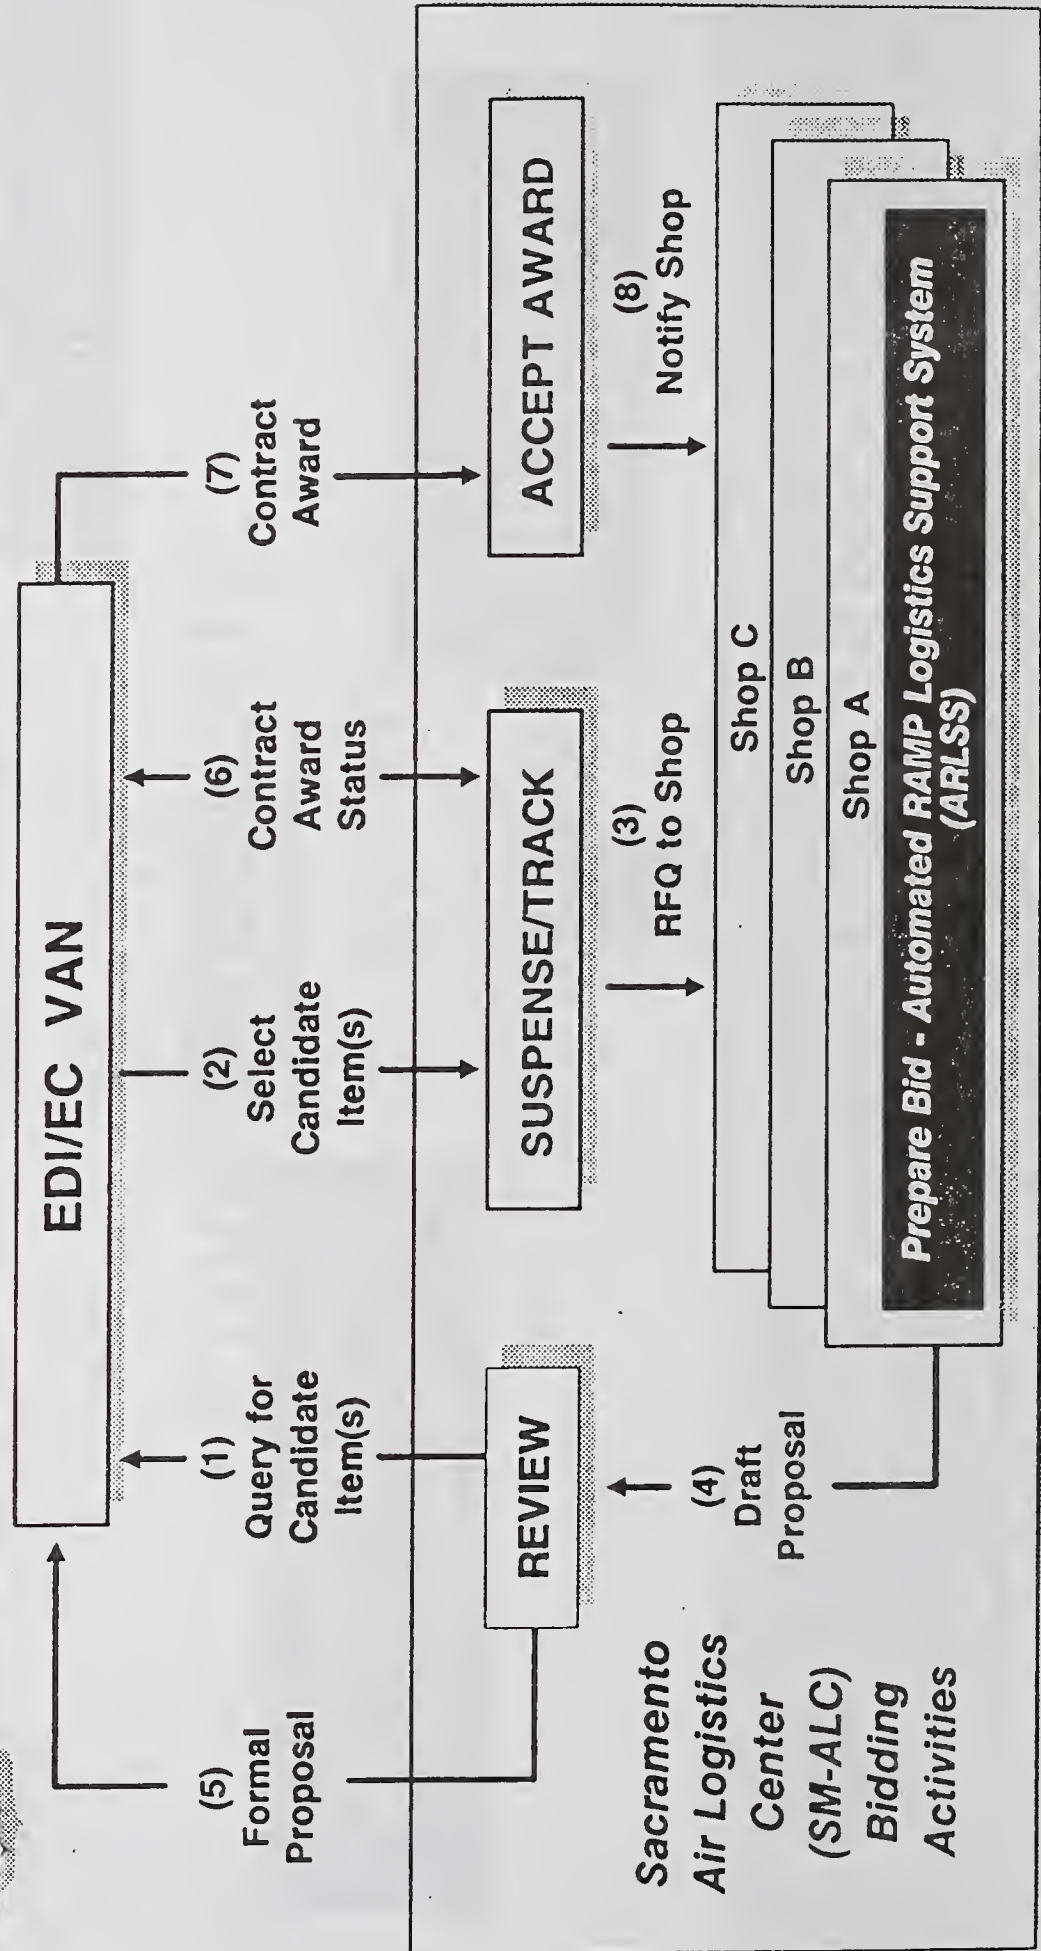 EDI/EC VAN
(5)
Formal
Proposal
(1)
Query for
Candidate
Item(s)
(2)
Select
Candidate
Item(s)
(6)
Contract
Award
Status
(7)
Contract
Award
REVIEW
SUSPENSE/TRACK
ACCEPT AWARD
(4)
Draft
Proposal
(3)
RFQ to Shop
(8)
Notify Shop
Sacramento
Air Logistics
Center
(SM-ALC)
Bidding
Activities
Shop C
Shop B
Shop A
Prepare Bid - Automated RAMP Logistics Support System
(ARLSS)